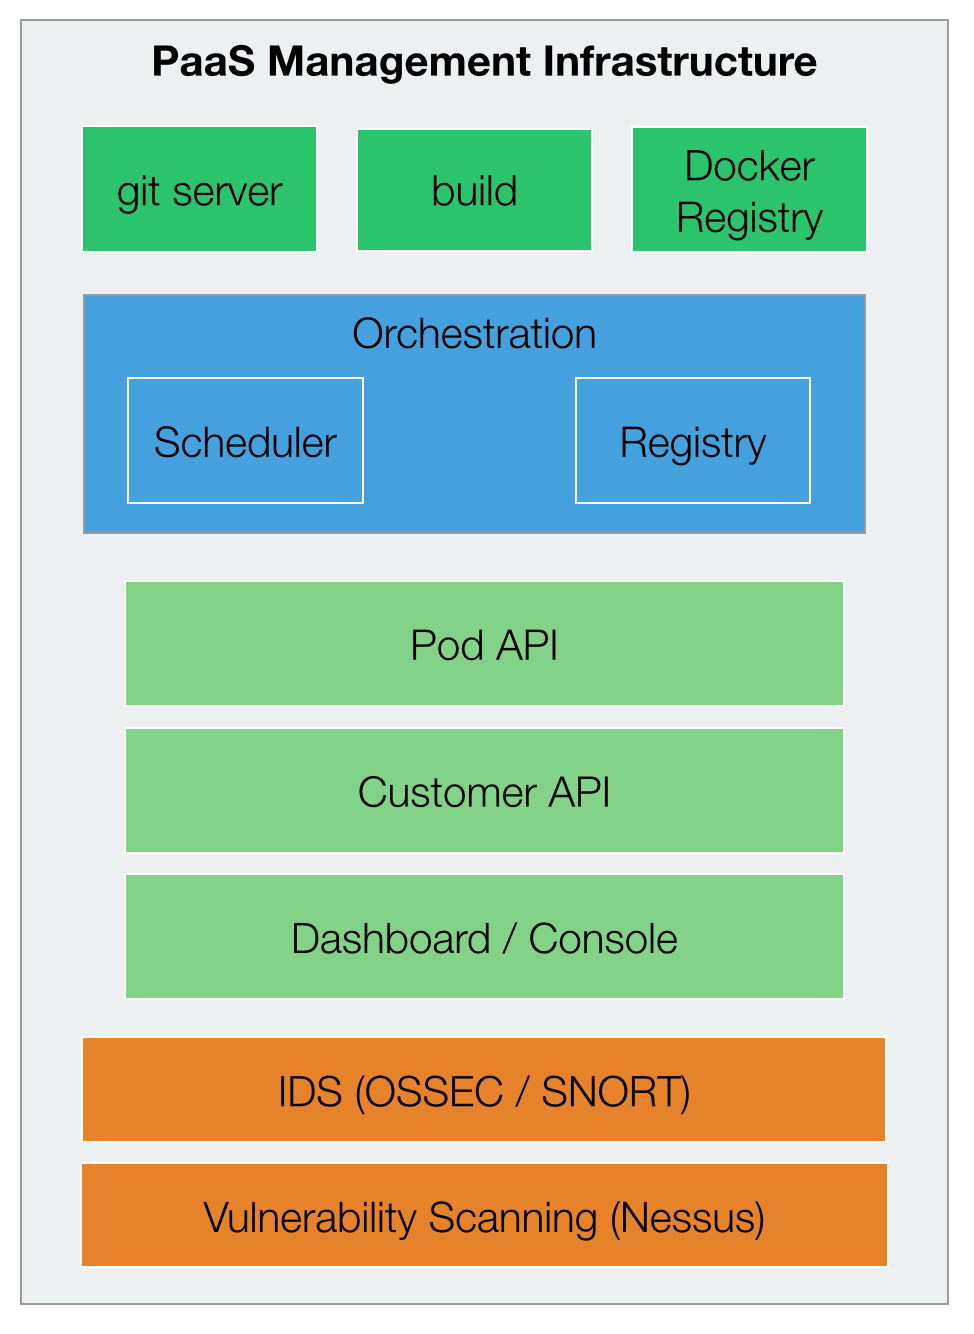 PaaS Management Infrastructure
git server
build
Docker
Registry
Orchestration
Scheduler
Registry
Pod API
Customer API
Dashboard / Console
IDS (OSSEC / SNORT)
Vulnerability Scanning (Nessus)